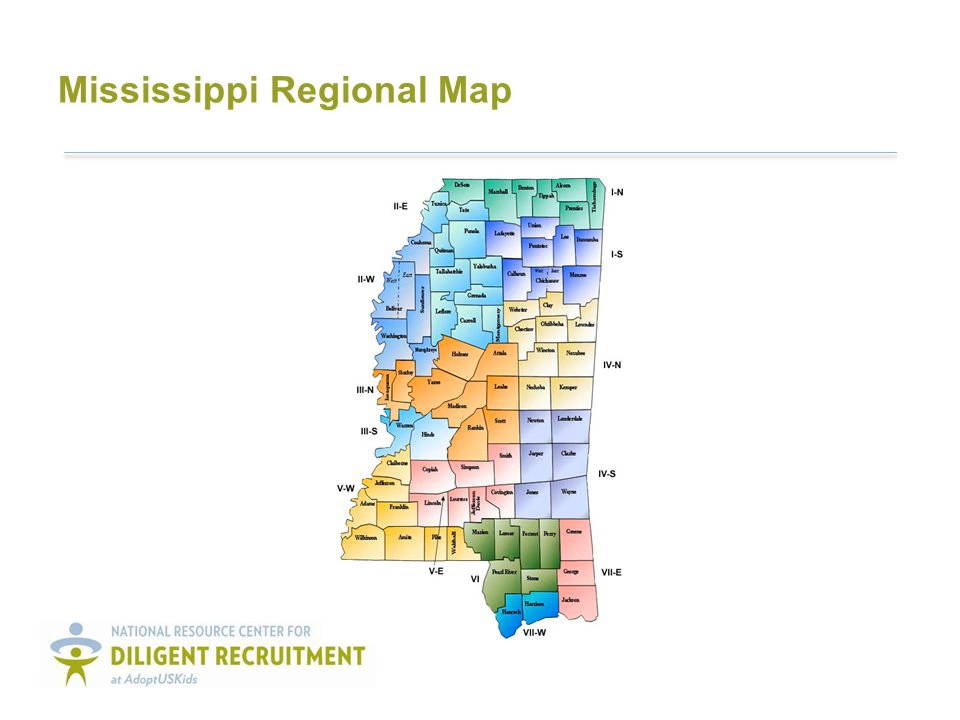 Mississippi Regional Map
I-N
DeSoto
Marshall
Benton
Tippah
Alcorn
Prentiss
Tishomingo
II-E
Tunica
Tate
Panola
Lafayette
Union
Pontotoc
Lee
Itawamba
I-S
Coahoma
Quitman
II-W
West
East
Bolivar
Sunflower
Tallahatchie
Yalobusha
Calhoun
West
East
Chickasaw
Monroe
Grenada
Leflore
Carroll
Montgomery
Webster
Clay
Choctaw
Oktibbeha
Lowndes
Washington
Humphreys
Holmes
Attala
Winston
Noxubee
IV-N
Sharkey
Issaquena
Yazoo
Madison
Leake
Neshoba
Kemper
III-N
III-S
Warren
Hinds
Rankin
Scott
Newton
Lauderdale
Claiborne
Copiah
Simpson
Smith
Jasper
Clarke
IV-S
V-W
Jefferson
Adams
Franklin
Lincoln
Lawrence
Jefferson
Davis
Covington
Jones
Wayne
Wilkinson
Amite
Pike
Walthall
Marion
Lamar
Forrest
Perry
Greene
V-E
VI
Pearl River
Stone
George
VII-E
Hancock
Harrison
Jackson
VII-W
NATIONAL RESOURCE CENTER FOR
DILIGENT RECRUITMENT
at AdoptUSKids